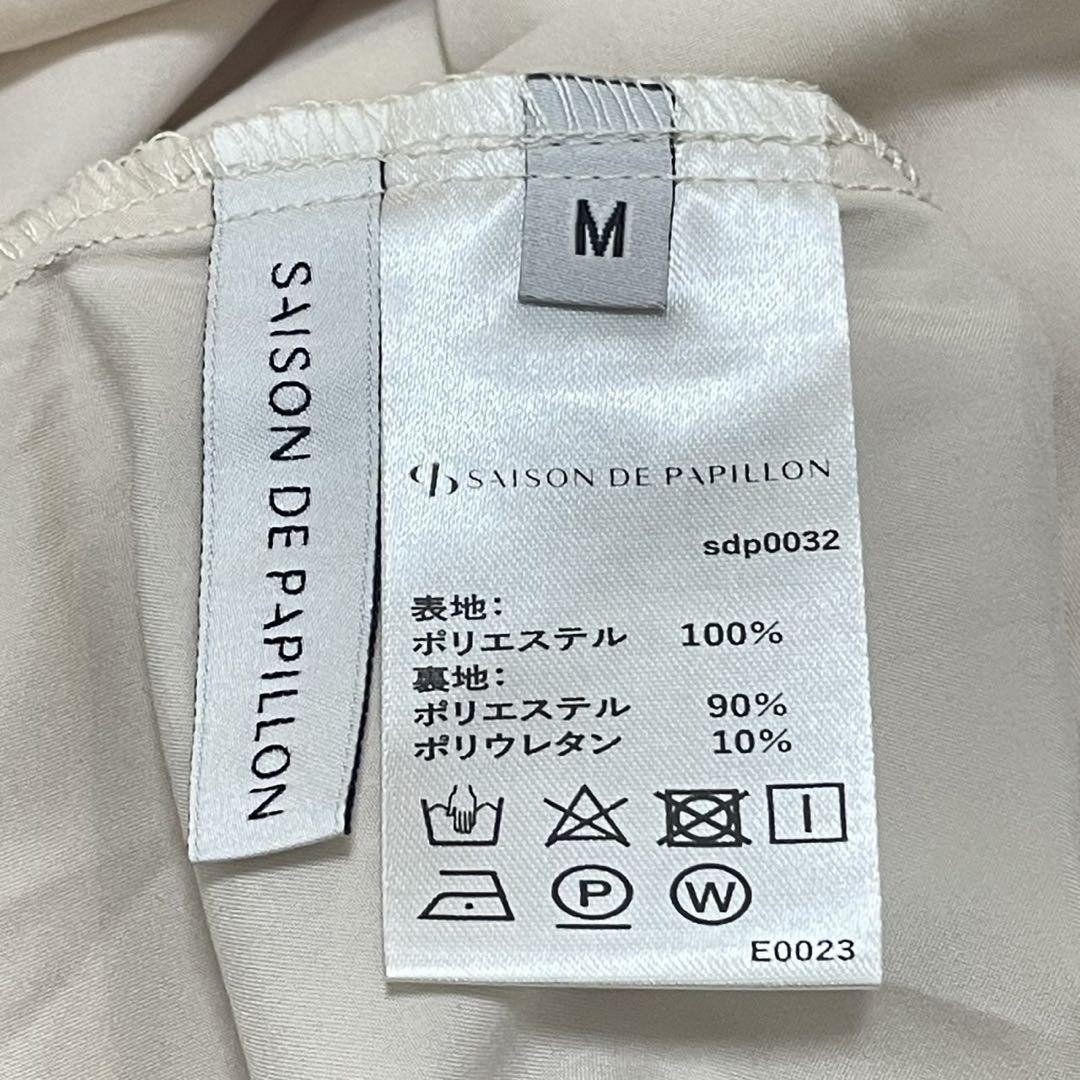 SAISON DE PAPILLON
M
SAISON DE PAPILLON
sdp0032
表地:
ポリエステル 100%
裏地:
ポリエステル 90%
ポリウレタン 10%
P W
E0023